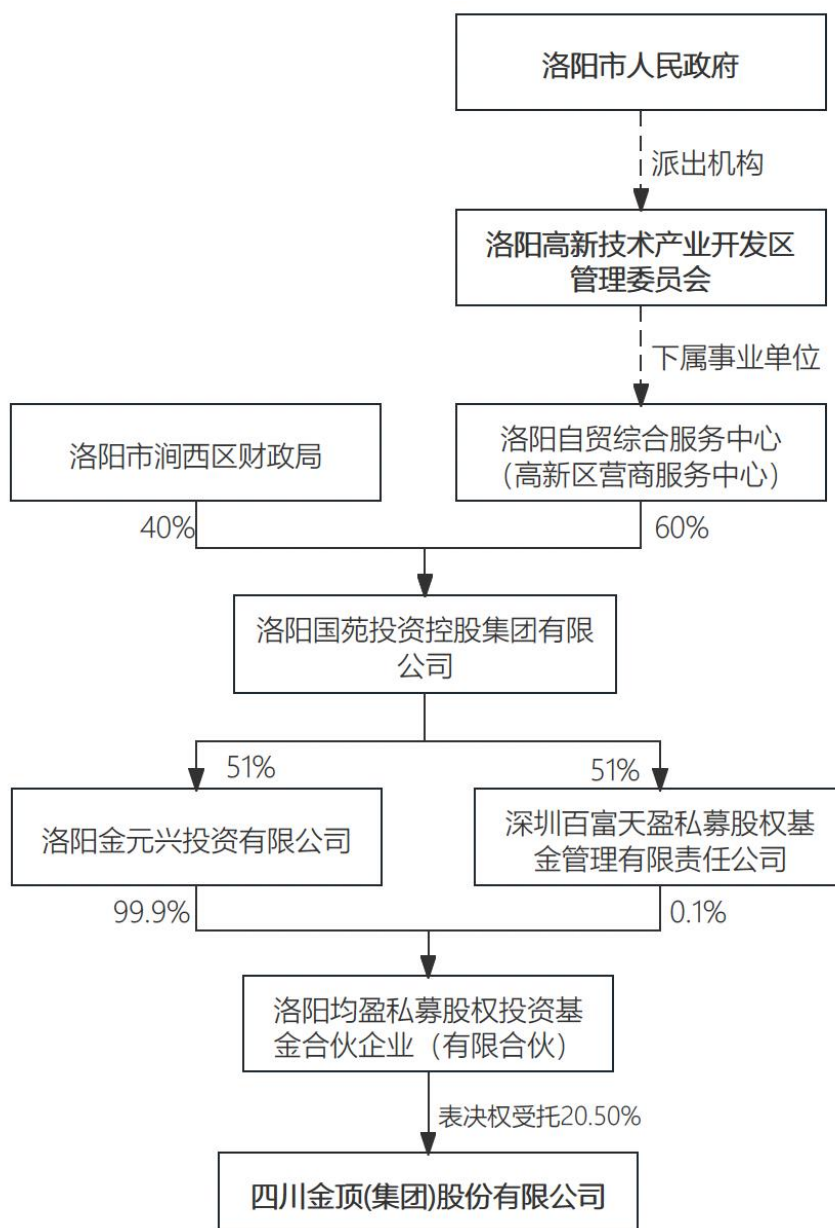 洛阳市人民政府
派出机构
洛阳高新技术产业开发区
管理委员会
下属事业单位
洛阳市涧西区财政局
洛阳自贸综合服务中心
（高新区营商服务中心）
40%
60%
洛阳国苑投资控股集团有限
公司
51%
51%
洛阳金元兴投资有限公司
深圳百富天盈私募股权基
金管理有限责任公司
99.9%
0.1%
洛阳均盈私募股权投资基
金合伙企业（有限合伙）
表决权受托20.50%
四川金顶(集团)股份有限公司